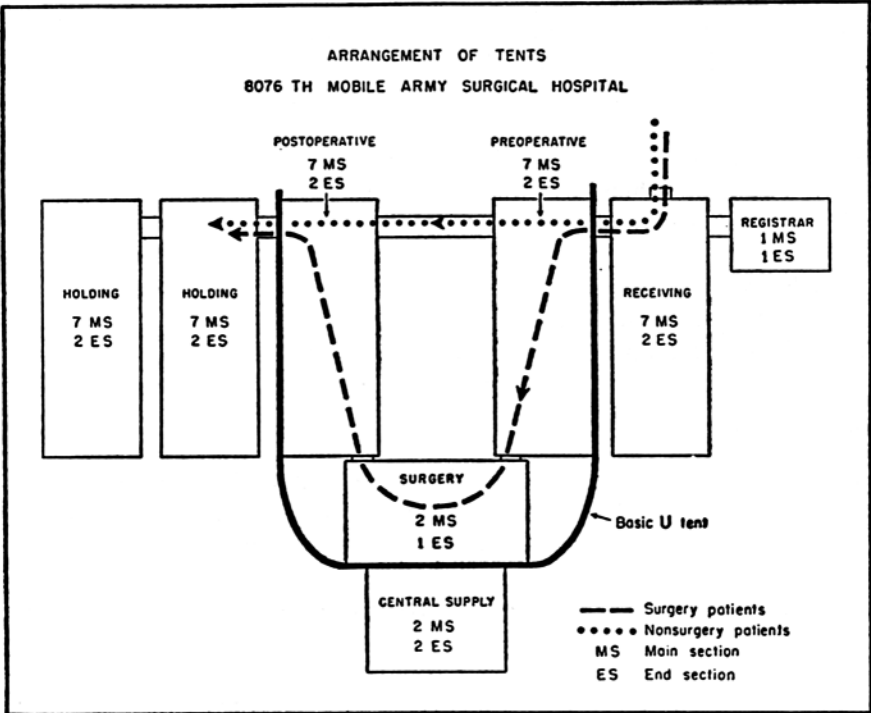 ARRANGEMENT OF TENTS
8076 TH MOBILE ARMY SURGICAL HOSPITAL
POSTOPERATIVE
7 MS
2 ES
PREOPERATIVE
7 MS
2 ES
REGISTRAR
1 MS
1 ES
HOLDING
7 MS
2 ES
HOLDING
7 MS
2 ES
RECEIVING
7 MS
2 ES
SURGERY
2 MS
1 ES
Basic U tent
CENTRAL SUPPLY
2 MS
2 ES
Surgery patients
Nonsurgery patients
MS Main section
ES End section